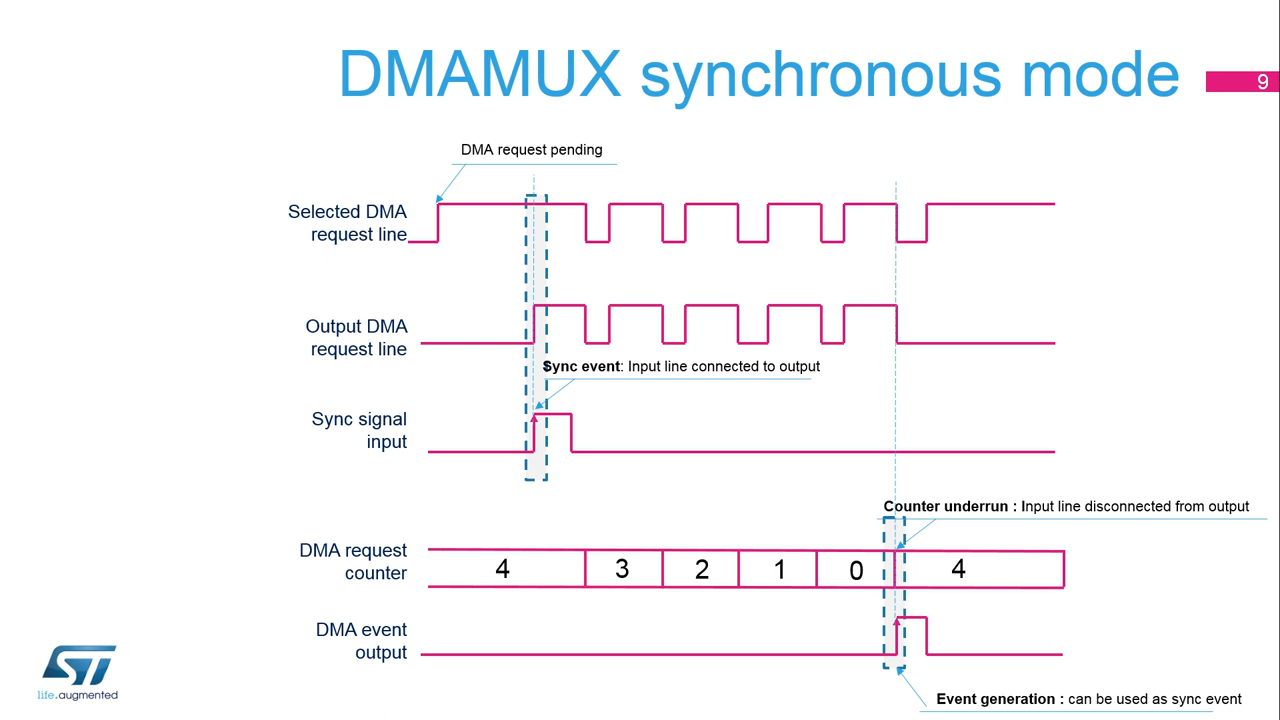 DMAMUX synchronous mode
9
DMA request pending
Selected DMA
request line
Output DMA
request line
Sync event: Input line connected to output
Sync signal
input
Counter underrun : Input line disconnected from output
DMA request
counter
4 3 2 1 0 4
DMA event
output
ST
life.augmented
Event generation : can be used as sync event